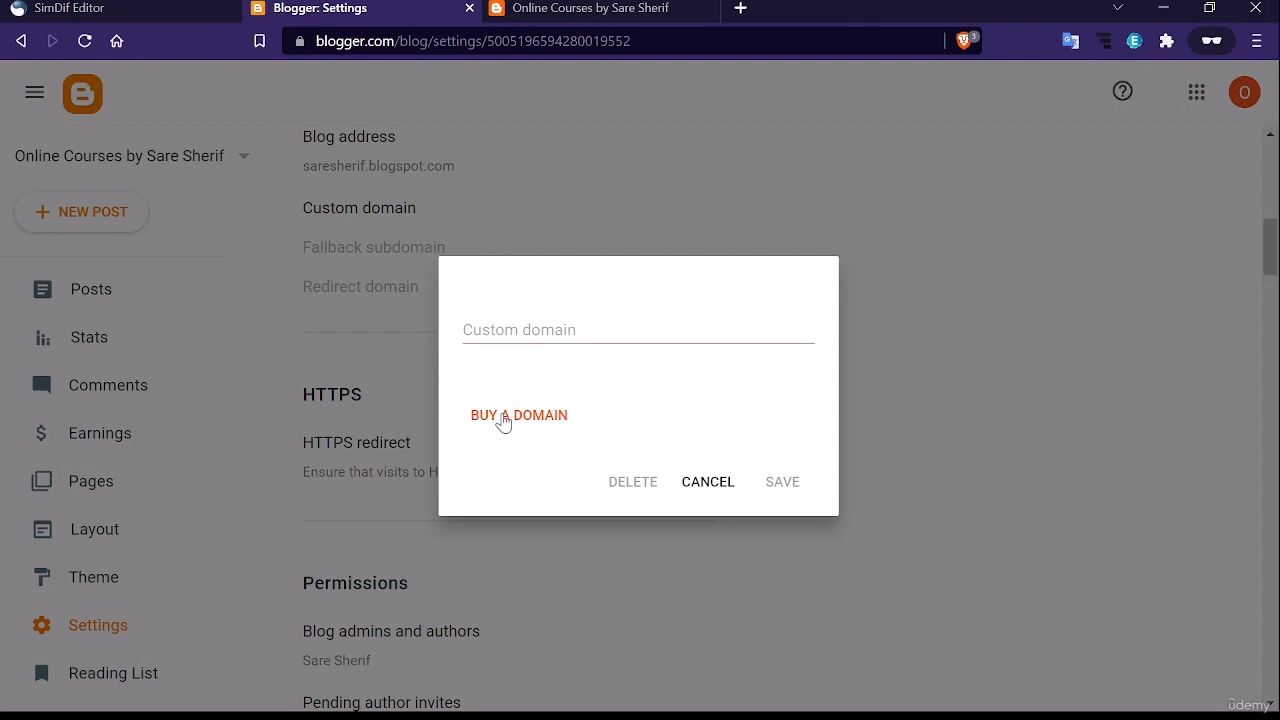 SimDif Editor
Blogger: Settings
Online Courses by Sare Sherif
blogger.com/blog/settings/5005196594280019552
3
E
O
Online Courses by Sare Sherif
NEW POST
Posts
Stats
Comments
Earnings
Pages
Layout
Theme
Settings
Reading List
Blog address
saresherif.blogspot.com
Custom domain
Fallback subdomain
Redirect domain
HTTPS
HTTPS redirect
Ensure that visits to H
Permissions
Blog admins and authors
Sare Sherif
Pending author invites
Custom domain
BUY A DOMAIN
DELETE CANCEL SAVE
udemy